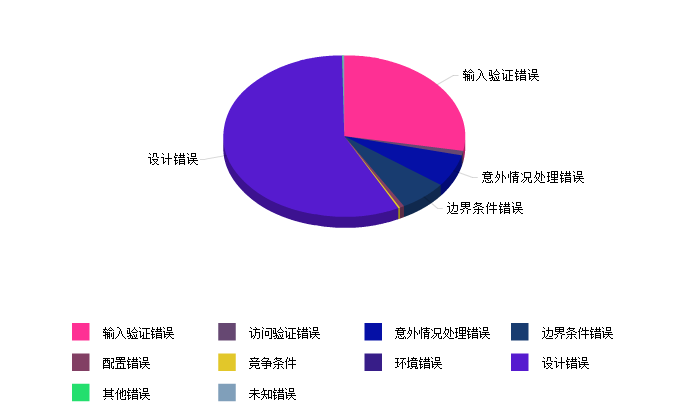 输入验证错误
设计错误
意外情况处理错误
边界条件错误
输入验证错误 访问验证错误 意外情况处理错误 边界条件错误
配置错误 竞争条件 环境错误 设计错误
其他错误 未知错误